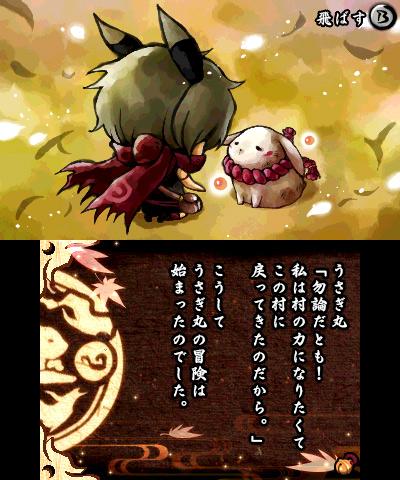 飛ばす B
うさぎ丸
「勿論だとも！
私は村の力になりたくて
この村に
戻ってきたのだから。」
こうして
うさぎ丸の冒険は
始まったのでした。